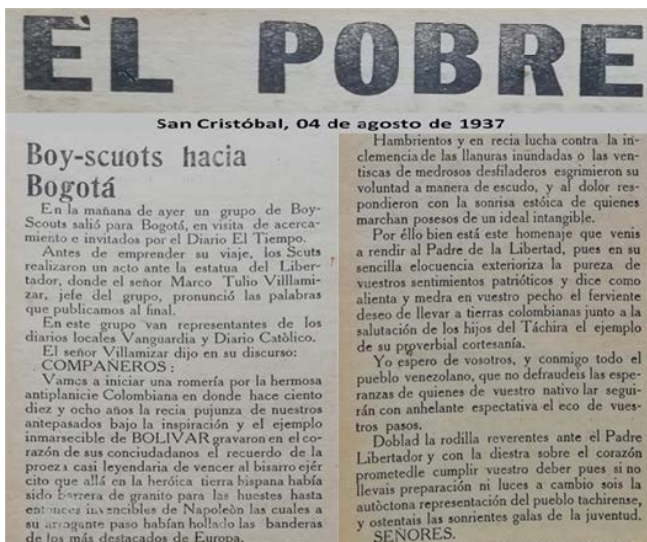 EL POBRE
San Cristóbal, 04 de agosto de 1937
Boy-scuots hacia
Bogotá
En la mañana de ayer un grupo de Boy-
Scouts salió para Bogotá, en visita de acerca-
miento e invitados por el Diario El Tiempo.
Antes de emprender su viaje, los Scuts
realizaron un acto ante la estatua del Liber-
tador, donde el señor Marco Tulio Villlami-
zar, jefe del grupo, pronunció las palabras
que publicamos al final.
En este grupo van representantes de los
diarios locales Vanguardia y Diario Catòlico.
El señor Villamizar dijo en su discurso:
COMPAÑEROS:
Vamos a iniciar una romería por la hermosa
antiplanicie Colombiana en donde hace ciento
diez y ocho años la recia pujunza de nuestros
antepasados bajo la inspiración y el ejemplo
inmarsecible de BOLIVAR gravaron en el co-
razón de sus conciudadanos el recuerdo de la
proeza casi leyendaria de vencer al bisarro ejér
cito que allá en la heróica tierra hispana había
sido barrera de granito para las huestes hasta
entonces invencibles de Napoleòn las cuales a
su arrogante paso habían hollado las banderas
de los más destacados de Europa.
Hambrientos y en recia lucha contra la in-
clemencia de las llanuras inundadas o las ven-
tiscas de medrosos desfiladeros esgrimieron su
voluntad a manera de escudo, y al dolor res-
pondieron con la sonrisa estóica de quienes
marchan posesos de un ideal intangible.
Por éllo bien está este homenaje que venis
a rendir al Padre de la Libertad, pues en su
sencilla elocuencia exterioriza la pureza de
vuestros sentimientos patrióticos y dice como
alienta y medra en vuestro pecho el ferviente
deseo de llevar a tierras colombianas junto a la
salutación de los hijos del Táchira el ejemplo
de su proverbial cortesanía.
Yo espero de vosotros, y conmigo todo el
pueblo venezolano, que no defraudeis las espe-
ranzas de quienes de vuestro nativo lar segui-
rán con anhelante espectativa el eco de vues-
tros pasos.
Doblad la rodilla reverentes ante el Padre
Libertador y con la diestra sobre el corazón
prometedle cumplir vuestro deber pues si no
llevais preparación ni luces a cambio sois la
autòctona representación del pueblo tachirense,
y ostentais las sonrientes galas de la juventud.
SEÑORES.